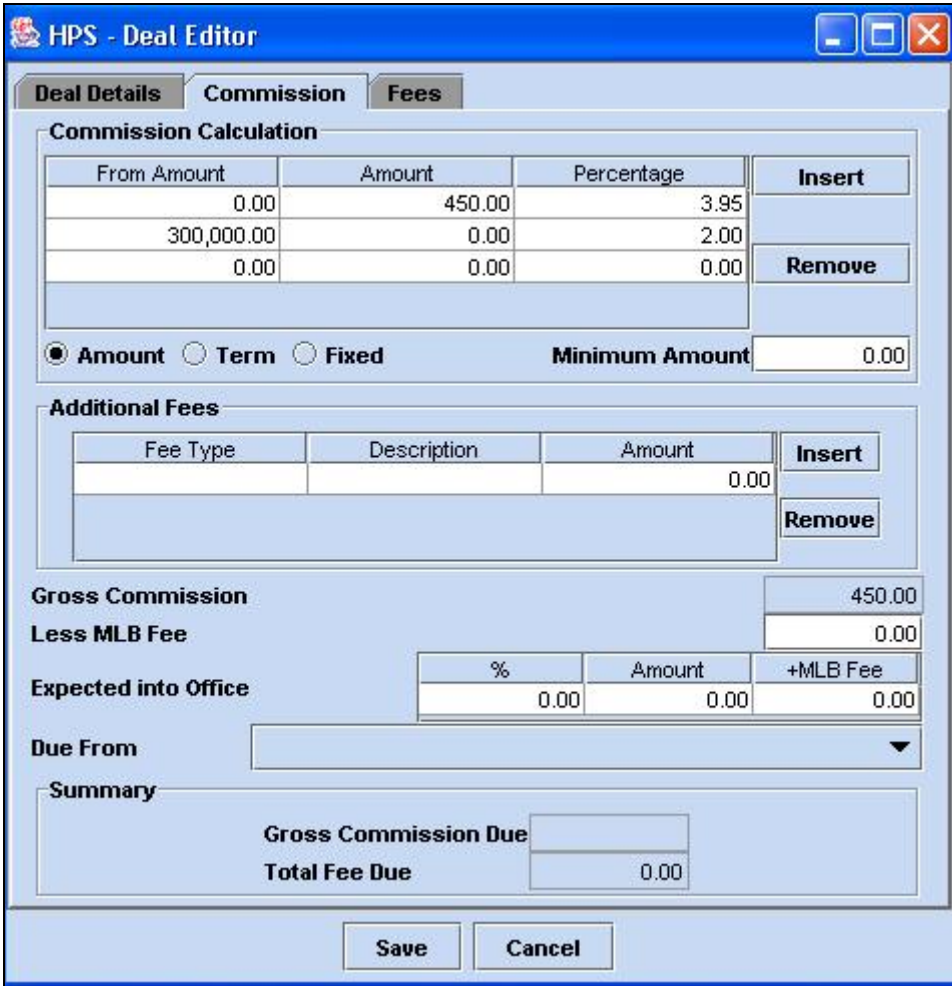 HPS - Deal Editor
Deal Details Commission Fees
Commission Calculation
From Amount Amount Percentage Insert
0.00 450.00 3.95
300,000.00 0.00 2.00
0.00 0.00 0.00 Remove
Amount Term Fixed Minimum Amount 0.00
Additional Fees
Fee Type Description Amount Insert
0.00
Remove
Gross Commission 450.00
Less MLB Fee 0.00
% Amount +MLB Fee
Expected into Office
0.00 0.00 0.00
Due From
Summary
Gross Commission Due
Total Fee Due 0.00
Save Cancel